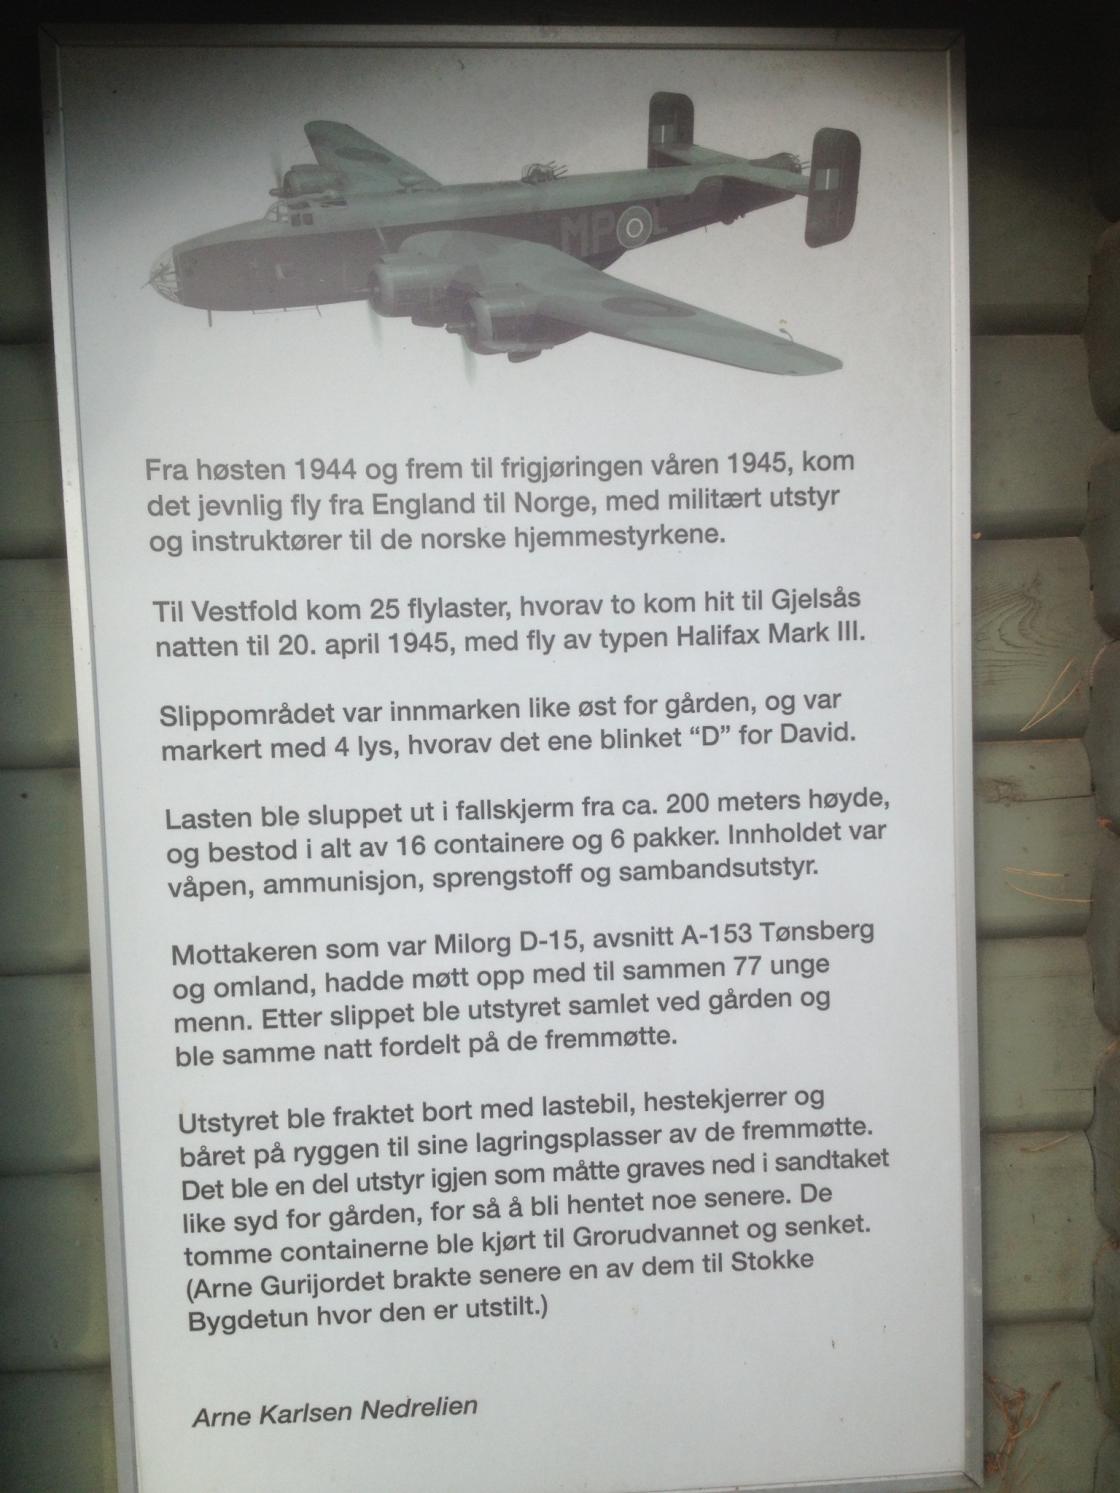 MP L
Fra høsten 1944 og frem til frigjøringen våren 1945, kom
det jevnlig fly fra England til Norge, med militært utstyr
og instruktører til de norske hjemmestyrkene.
Til Vestfold kom 25 flylaster, hvorav to kom hit til Gjelsås
natten til 20. april 1945, med fly av typen Halifax Mark III.
Slippområdet var innmarken like øst for gården, og var
markert med 4 lys, hvorav det ene blinket “D” for David.
Lasten ble sluppet ut i fallskjerm fra ca. 200 meters høyde,
og bestod i alt av 16 containere og 6 pakker. Innholdet var
våpen, ammunisjon, sprengstoff og sambandsutstyr.
Mottakeren som var Milorg D-15, avsnitt A-153 Tønsberg
og omland, hadde møtt opp med til sammen 77 unge
menn. Etter slippet ble utstyret samlet ved gården og
ble samme natt fordelt på de fremmøtte.
Utstyret ble fraktet bort med lastebil, hestekjerrer og
båret på ryggen til sine lagringsplasser av de fremmøtte.
Det ble en del utstyr igjen som måtte graves ned i sandtaket
like syd for gården, for så å bli hentet noe senere. De
tomme containerne ble kjørt til Grorudvannet og senket.
(Arne Gurijordet brakte senere en av dem til Stokke
Bygdetun hvor den er utstilt.)
Arne Karlsen Nedrelien